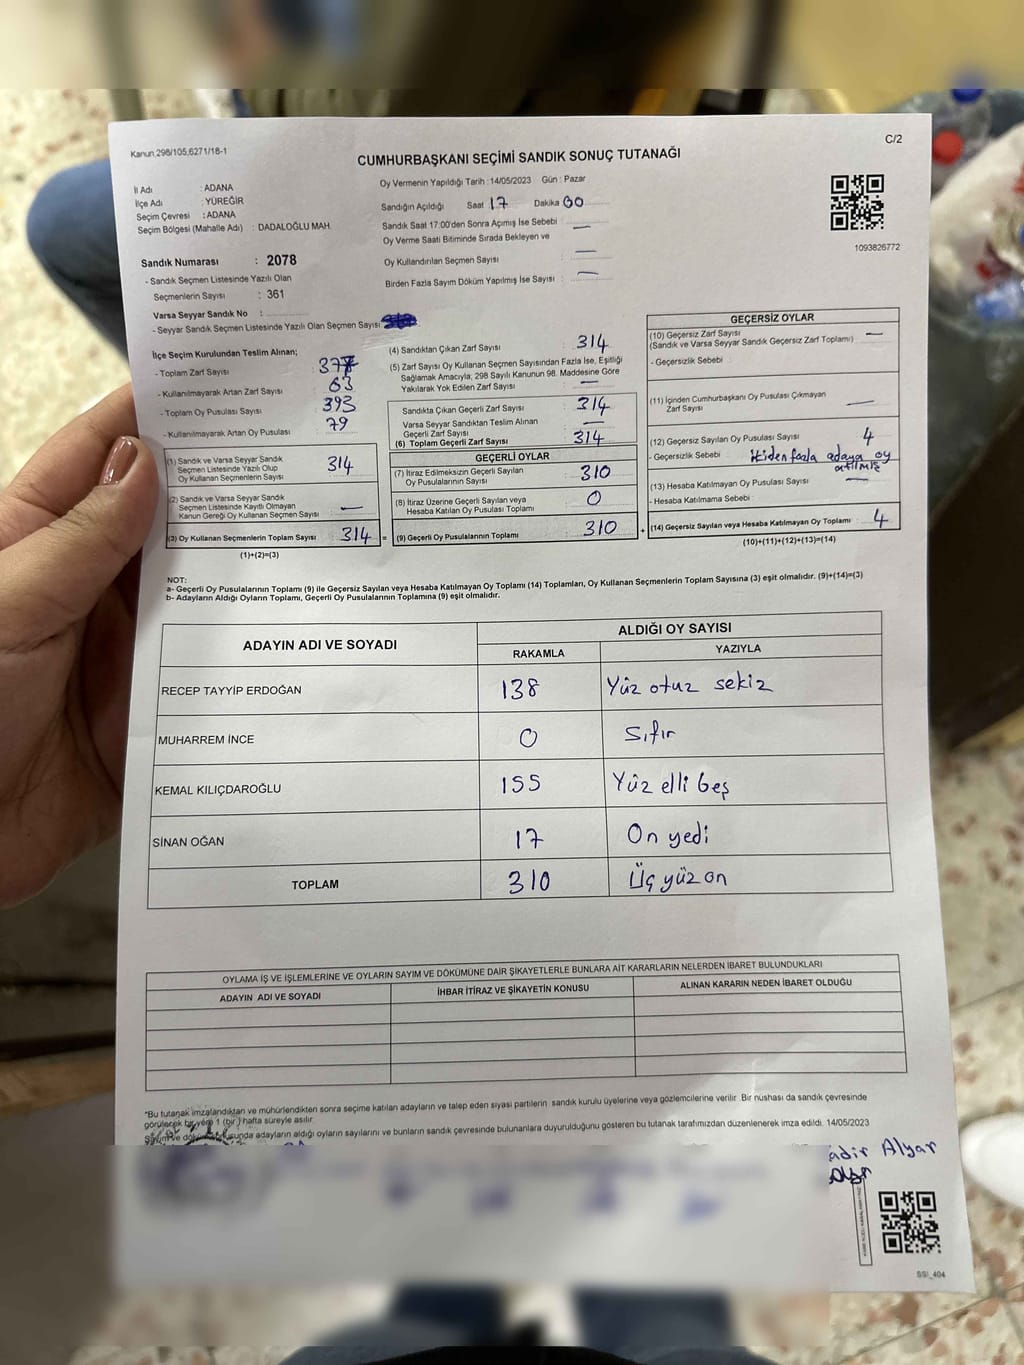 Kanun 298/105,6271/18-1
C/2
CUMHURBAŞKANI SEÇİMİ SANDIK SONUÇ TUTANAĞI
İl Adı : ADANA
İlçe Adı : YÜREĞİR
Seçim Çevresi : ADANA
Seçim Bölgesi (Mahalle Adı) : DADALOĞLU MAH.
Oy Vermenin Yapıldığı Tarih : 14/05/2023 Gün : Pazar
Sandığın Açıldığı Saat 17 Dakika 00
Sandık Saat 17:00'den Sonra Açımış İse Sebebi : —
Oy Verme Saati Bitiminde Sırada Bekleyen ve
Oy Kullandırılan Seçmen Sayısı : —
Birden Fazla Sayım Döküm Yapılmış İse Sayısı : —
1093826772
Sandık Numarası : 2078
- Sandık Seçmen Listesinde Yazılı Olan
Seçmenlerin Sayısı : 361
Varsa Seyyar Sandık No :
- Seyyar Sandık Seçmen Listesinde Yazılı Olan Seçmen Sayısı
İlçe Seçim Kurulundan Teslim Alınan;
- Toplam Zarf Sayısı : 377
- Kullanılmayarak Artan Zarf Sayısı : 63
- Toplam Oy Pusulası Sayısı : 393
- Kullanılmayarak Artan Oy Pusulası : 79
(1) Sandık ve Varsa Seyyar Sandık
Seçmen Listesinde Yazılı Olup
Oy Kullanan Seçmenlerin Sayısı 314
(2) Sandık ve Varsa Seyyar Sandık
Seçmen Listesinde Kayıtlı Olmayan
Kanun Gereği Oy Kullanan Seçmen Sayısı —
(3) Oy Kullanan Seçmenlerin Toplam Sayısı 314 =
(1)+(2)=(3)
(4) Sandıktan Çıkan Zarf Sayısı : 314
(5) Zarf Sayısı Oy Kullanan Seçmen Sayısından Fazla İse, Eşitliği
Sağlamak Amacıyla; 298 Sayılı Kanunun 98. Maddesine Göre
Yakılarak Yok Edilen Zarf Sayısı : —
Sandıkta Çıkan Geçerli Zarf Sayısı : 314
Varsa Seyyar Sandıktan Teslim Alınan
Geçerli Zarf Sayısı : —
(6) Toplam Geçerli Zarf Sayısı : 314
GEÇERLİ OYLAR
(7) İtiraz Edilmeksizin Geçerli Sayılan
Oy Pusulalarının Sayısı : 310
(8) İtiraz Üzerine Geçerli Sayılan veya
Hesaba Katılan Oy Pusulası Toplamı : 0
(9) Geçerli Oy Pusulalarının Toplamı : 310 +
GEÇERSİZ OYLAR
(10) Geçersiz Zarf Sayısı : —
(Sandık ve Varsa Seyyar Sandık Geçersiz Zarf Toplamı)
- Geçersizlik Sebebi :
(11) İçinden Cumhurbaşkanı Oy Pusulası Çıkmayan
Zarf Sayısı : —
(12) Geçersiz Sayılan Oy Pusulası Sayısı : 4
- Geçersizlik Sebebi : ikiden fazla adaya oy
atılmış
(13) Hesaba Katılmayan Oy Pusulası Sayısı : —
- Hesaba Katılmama Sebebi :
(14) Geçersiz Sayılan veya Hesaba Katılmayan Oy Toplamı : 4
(10)+(11)+(12)+(13)=(14)
NOT:
a- Geçerli Oy Pusulalarının Toplamı (9) ile Geçersiz Sayılan veya Hesaba Katılmayan Oy Toplamı (14) Toplamları, Oy Kullanan Seçmenlerin Toplam Sayısına (3) eşit olmalıdır. (9)+(14)=(3)
b- Adayların Aldığı Oyların Toplamı, Geçerli Oy Pusulalarının Toplamına (9) eşit olmalıdır.
ADAYIN ADI VE SOYADI ALDIĞI OY SAYISI
RAKAMLA YAZIYLA
RECEP TAYYİP ERDOĞAN 138 Yüz otuz sekiz
MUHARREM İNCE 0 Sıfır
KEMAL KILIÇDAROĞLU 155 Yüz elli beş
SİNAN OĞAN 17 On yedi
TOPLAM 310 Üç yüz on
OYLAMA İŞ VE İŞLEMLERİNE VE OYLARIN SAYIM VE DÖKÜMÜNE DAİR ŞİKAYETLERLE BUNLARA AİT KARARLARIN NELERDEN İBARET BULUNDUKLARI
ADAYIN ADI VE SOYADI İHBAR İTİRAZ VE ŞİKAYETİN KONUSU ALINAN KARARIN NEDEN İBARET OLDUĞU
*Bu tutanak imzalandıktan ve mühürlendikten sonra seçime katılan adayların ve talep eden siyasi partilerin sandık kurulu üyelerine veya gözlemcilerine verilir. Bir nüshası da sandık çevresinde
görülecek bir yere 1 (bir) hafta süreyle asılır.
Sayım ve dökümü sonunda adayların aldığı oyların sayılarını ve bunların sandık çevresinde bulunanlara duyurulduğunu gösteren bu tutanak tarafımızdan düzenlenerek imza edildi. 14/05/2023
adir Alyar
SSI_404